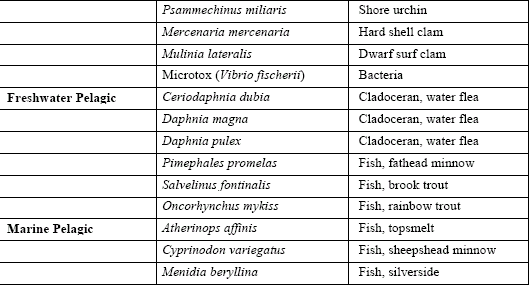 Psammechinus miliaris Shore urchin
Mercenaria mercenaria Hard shell clam
Mulinia lateralis Dwarf surf clam
Microtox (Vibrio fischerii) Bacteria
Freshwater Pelagic Ceriodaphnia dubia Cladoceran, water flea
Daphnia magna Cladoceran, water flea
Daphnia pulex Cladoceran, water flea
Pimephales promelas Fish, fathead minnow
Salvelinus fontinalis Fish, brook trout
Oncorhynchus mykiss Fish, rainbow trout
Marine Pelagic Atherinops affinis Fish, topsmelt
Cyprinodon variegatus Fish, sheepshead minnow
Menidia beryllina Fish, silverside